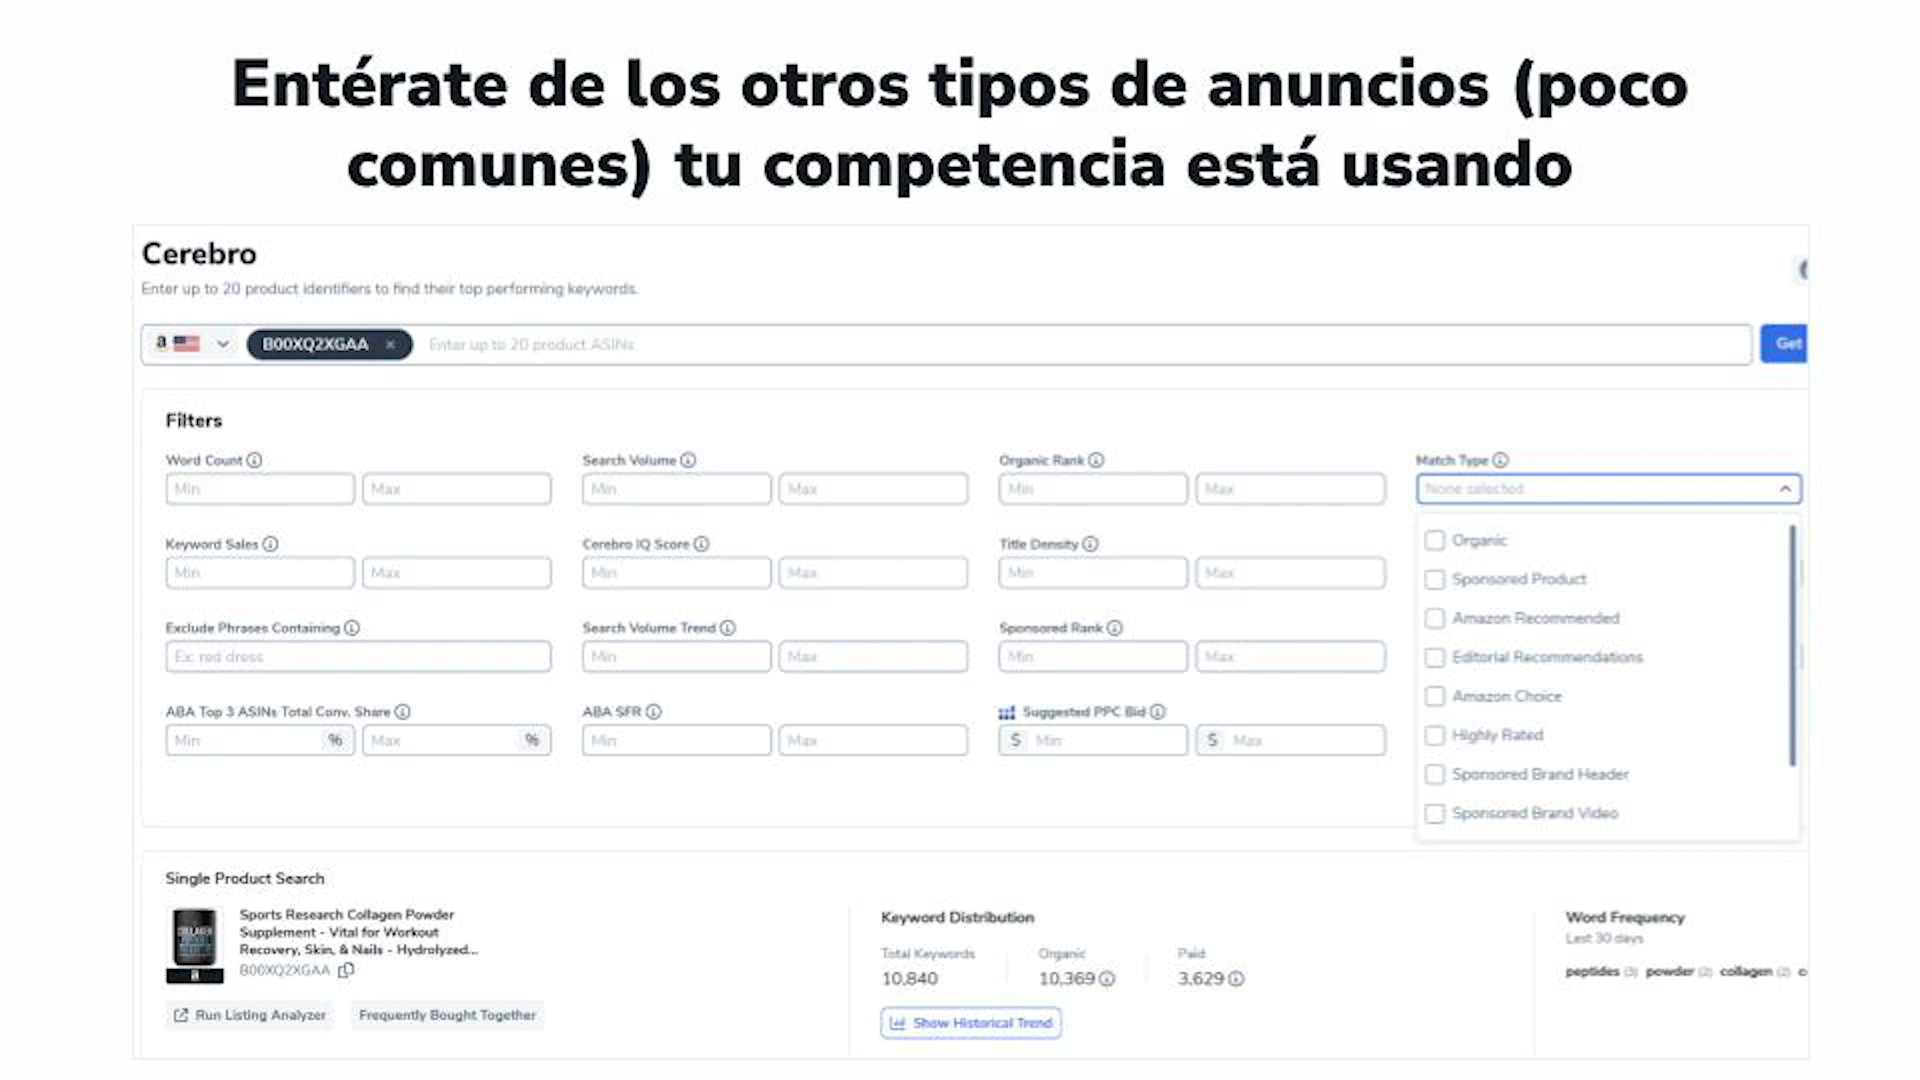 Entérate de los otros tipos de anuncios (poco
comunes) tu competencia está usando
Cerebro
Enter up to 20 product identifiers to find their top performing keywords.
a
B00XQ2XGAA ×
Enter up to 20 product ASINs
Get
Filters
Word Count
Min Max
Search Volume
Min Max
Organic Rank
Min Max
Match Type
None selected
Organic
Sponsored Product
Amazon Recommended
Editorial Recommendations
Amazon Choice
Highly Rated
Sponsored Brand Header
Sponsored Brand Video
Keyword Sales
Min Max
Cerebro IQ Score
Min Max
Title Density
Min Max
Exclude Phrases Containing
Ex: red dress
Search Volume Trend
Min Max
Sponsored Rank
Min Max
ABA Top 3 ASINs Total Conv. Share
Min % Max %
ABA SFR
Min Max
Suggested PPC Bid
$ Min $ Max
Single Product Search
COLLAGEN
Sports Research Collagen Powder
Supplement - Vital for Workout
Recovery, Skin, & Nails - Hydrolyzed...
B00XQ2XGAA
Run Listing Analyzer
Frequently Bought Together
Keyword Distribution
Total Keywords
10,840
Organic
10,369
Paid
3,629
Show Historical Trend
Word Frequency
Last 30 days
peptides (3) powder (2) collagen (2) c